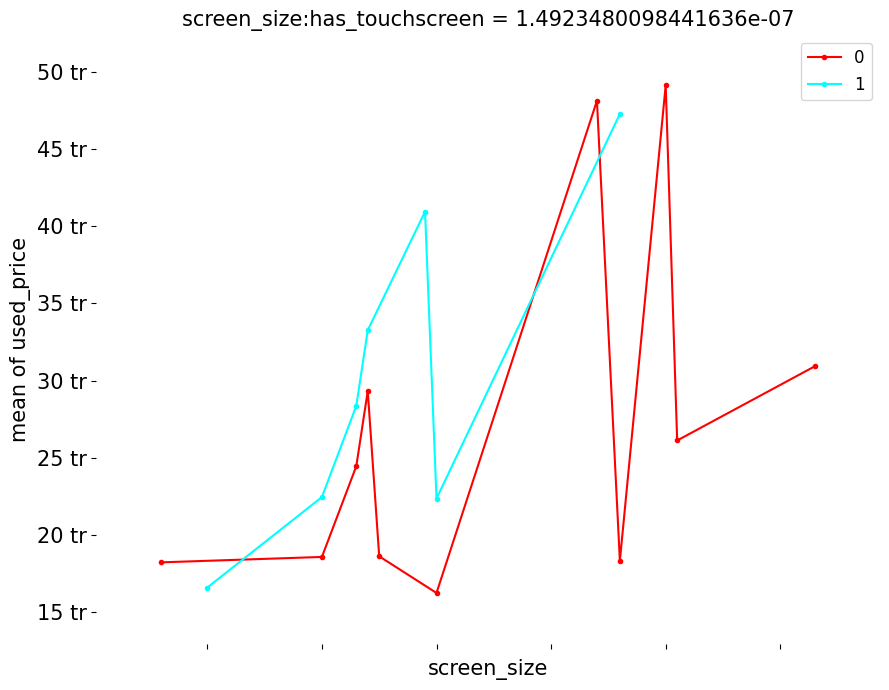 screen_size:has_touchscreen = 1.4923480098441636e-07
0
1
50 tr
45 tr
40 tr
35 tr
30 tr
25 tr
20 tr
15 tr
mean of used_price
screen_size